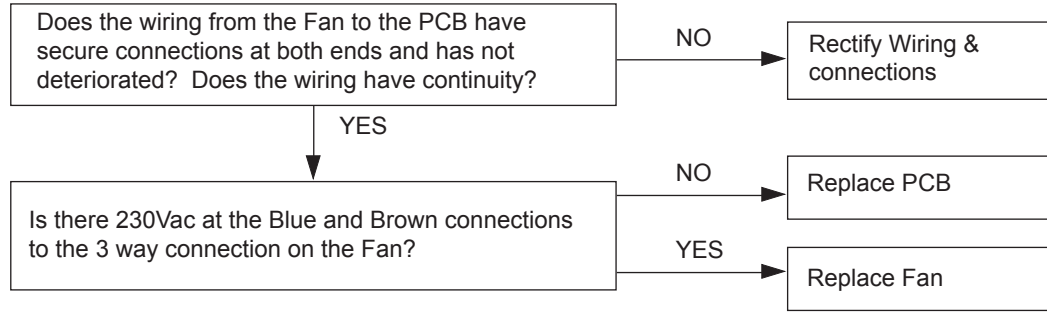 Does the wiring from the Fan to the PCB have
secure connections at both ends and has not
deteriorated?  Does the wiring have continuity?
NO
Rectify Wiring &
connections
YES
Is there 230Vac at the Blue and Brown connections
to the 3 way connection on the Fan?
NO
Replace PCB
YES
Replace Fan